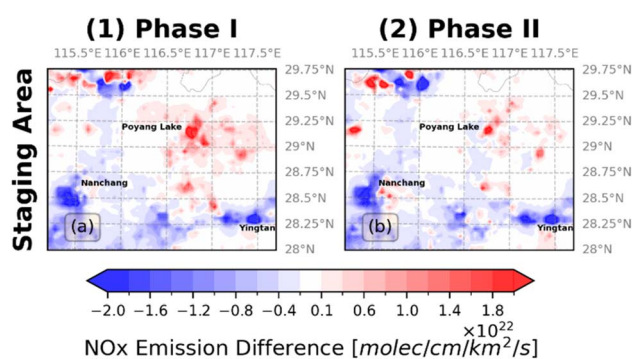 (1) Phase I
(2) Phase II
115.5°E 116°E 116.5°E 117°E 117.5°E
115.5°E 116°E 116.5°E 117°E 117.5°E
Staging Area
29.75°N
29.5°N
29.25°N
29°N
28.75°N
28.5°N
28.25°N
28°N
Poyang Lake
Nanchang
Yingtan
(a)
29.75°N
29.5°N
29.25°N
29°N
28.75°N
28.5°N
28.25°N
28°N
Poyang Lake
Nanchang
Yingtan
(b)
−2.0 −1.6 −1.2 −0.8 −0.4 0.1 0.6 1.0 1.4 1.8
×10²²
NOx Emission Difference [molec/cm/km²/s]